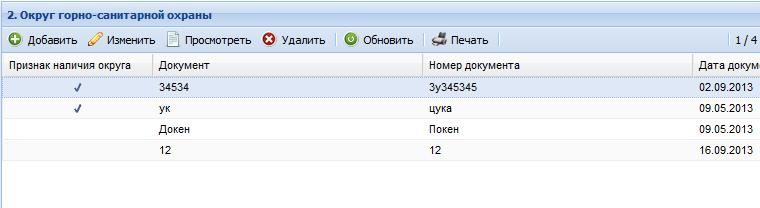 2. Округ горно-санитарной охраны
Добавить Изменить Просмотреть Удалить Обновить Печать 1 / 4
Признак наличия округа Документ Номер документа Дата докуме
34534 3у345345 02.09.2013
ук цука 09.05.2013
Докен Покен 09.05.2013
12 12 16.09.2013